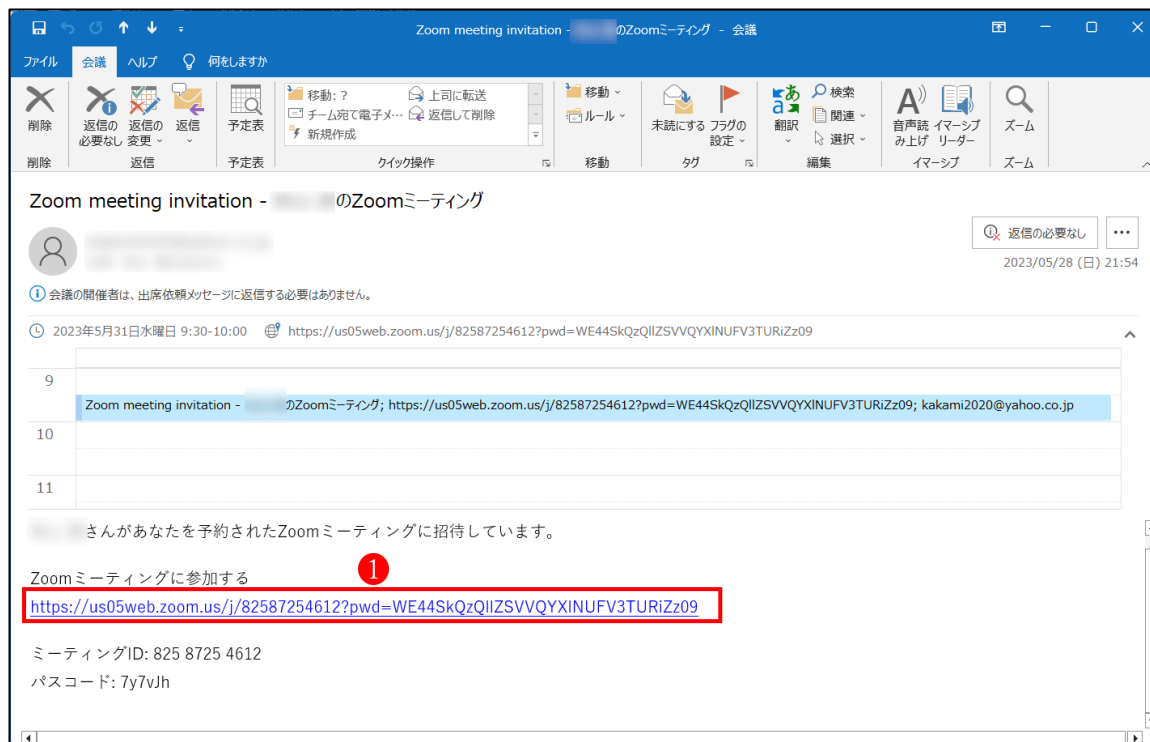 Zoom meeting invitation - のZoomミーティング - 会議
ファイル 会議 ヘルプ 何をしますか
削除
返信の必要なし
返信の変更
返信
予定表
移動: ?
チーム宛て電子メ…
新規作成
上司に転送
返信して削除
移動
ルール
未読にする
フラグの設定
翻訳
検索
関連
選択
音声読み上げ
イマーシブ リーダー
ズーム
削除 返信 予定表 クイック操作 移動 タグ 編集 イマーシブ ズーム
Zoom meeting invitation - のZoomミーティング
返信の必要なし
2023/05/28 (日) 21:54
会議の開催者は、出席依頼メッセージに返信する必要はありません。
2023年5月31日水曜日 9:30-10:00 https://us05web.zoom.us/j/82587254612?pwd=WE44SkQzQllZSVVQYXlNUFV3TURiZz09
9
Zoom meeting invitation - のZoomミーティング; https://us05web.zoom.us/j/82587254612?pwd=WE44SkQzQllZSVVQYXlNUFV3TURiZz09; kakami2020@yahoo.co.jp
10
11
さんがあなたを予約されたZoomミーティングに招待しています。
Zoomミーティングに参加する
1
https://us05web.zoom.us/j/82587254612?pwd=WE44SkQzQllZSVVQYXlNUFV3TURiZz09
ミーティングID: 825 8725 4612
パスコード: 7y7vJh